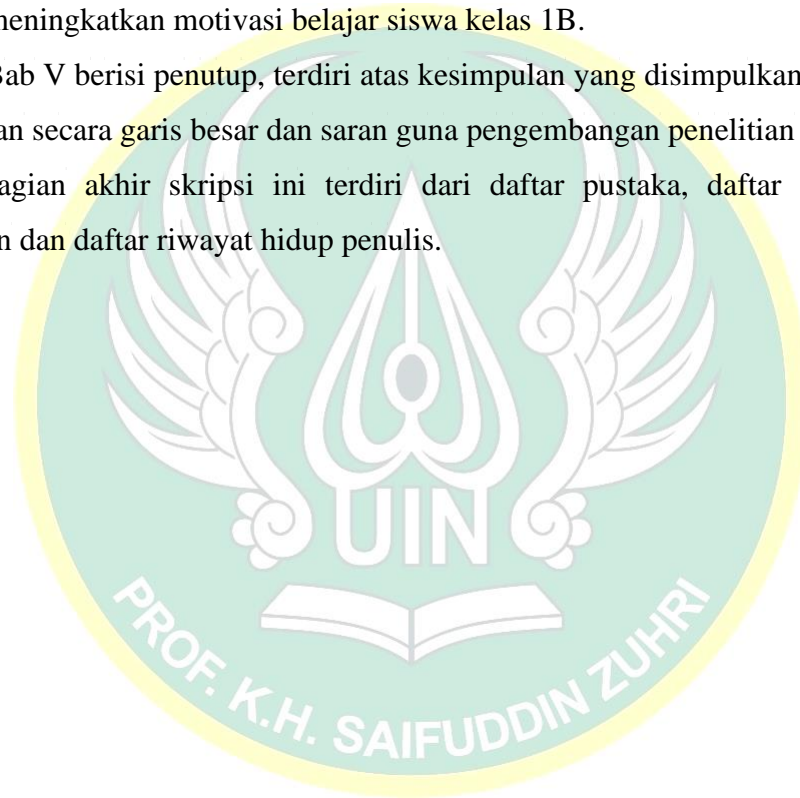 meningkatkan motivasi belajar siswa kelas 1B.
Bab V berisi penutup, terdiri atas kesimpulan yang disimpulkan
an secara garis besar dan saran guna pengembangan penelitian
agian akhir skripsi ini terdiri dari daftar pustaka, daftar
n dan daftar riwayat hidup penulis.
UIN
PROF. K.H. SAIFUDDIN ZUHRI